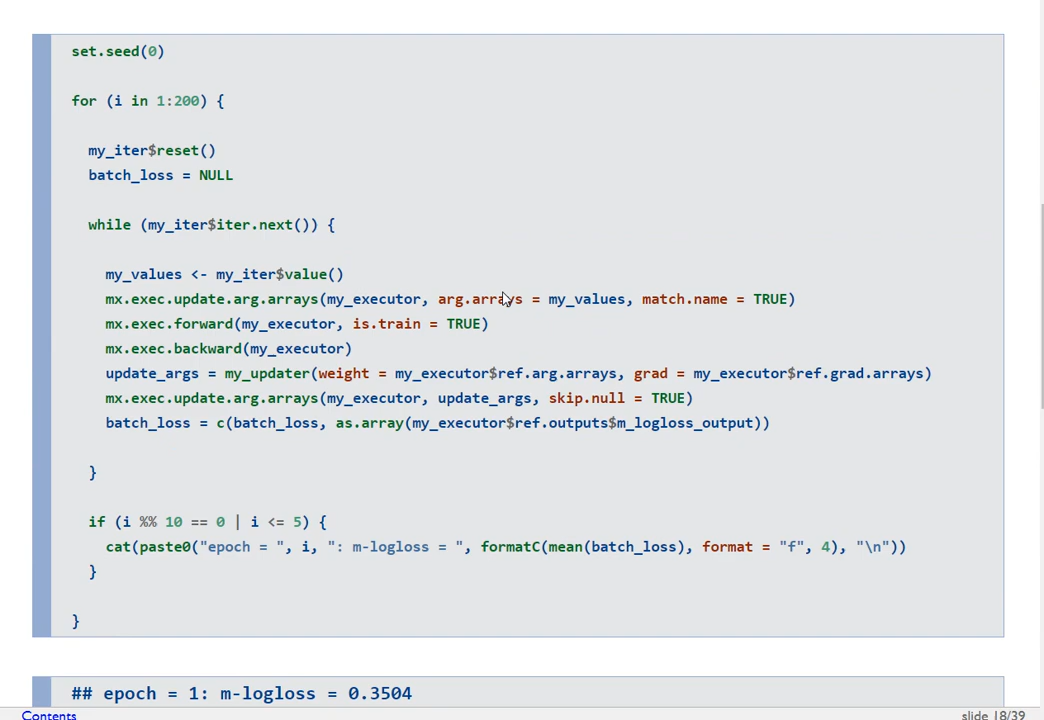 set.seed(0)
for (i in 1:200) {
my_iter$reset()
batch_loss = NULL
while (my_iter$iter.next()) {
my_values <- my_iter$value()
mx.exec.update.arg.arrays(my_executor, arg.arrays = my_values, match.name = TRUE)
mx.exec.forward(my_executor, is.train = TRUE)
mx.exec.backward(my_executor)
update_args = my_updater(weight = my_executor$ref.arg.arrays, grad = my_executor$ref.grad.arrays)
mx.exec.update.arg.arrays(my_executor, update_args, skip.null = TRUE)
batch_loss = c(batch_loss, as.array(my_executor$ref.outputs$m_logloss_output))
}
if (i %% 10 == 0 | i <= 5) {
cat(paste0("epoch = ", i, ": m-logloss = ", formatC(mean(batch_loss), format = "f", 4), "\n"))
}
}
## epoch = 1: m-logloss = 0.3504
Contents
slide 18/39